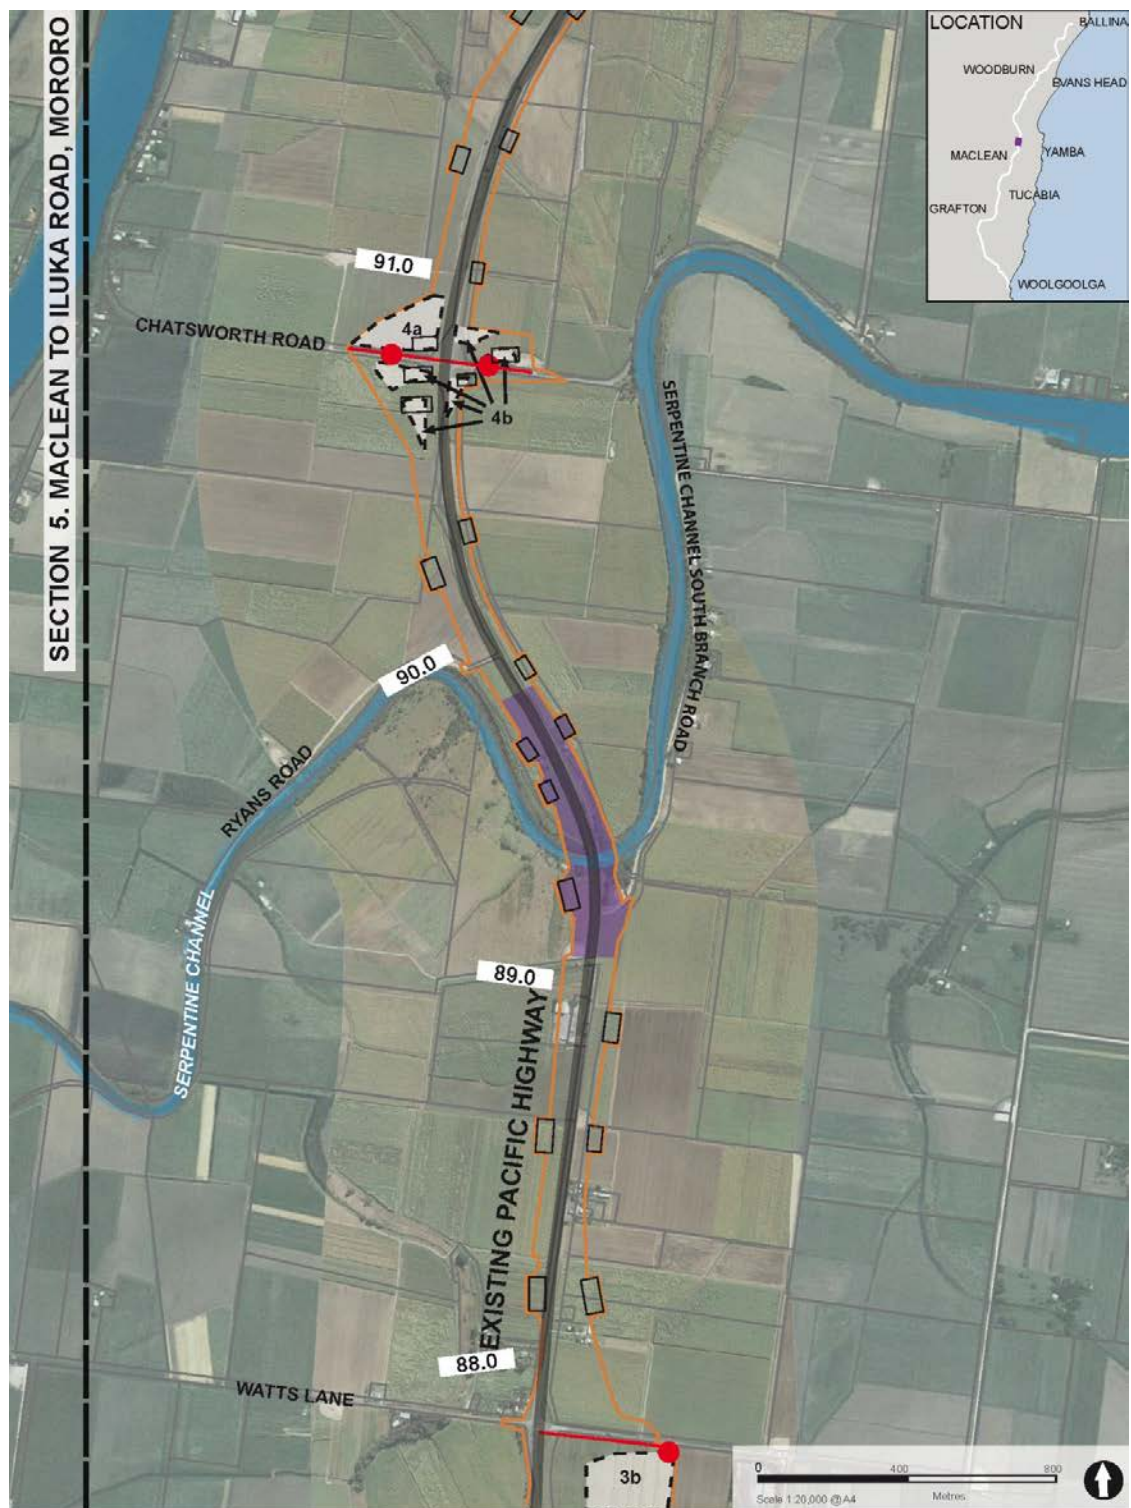 SECTION 5. MACLEAN TO ILUKA ROAD, MORORO
LOCATION
BALLINA
WOODBURN
EVANS HEAD
MACLEAN
YAMBA
TUCABIA
GRAFTON
WOOLGOOLGA
91.0
CHATSWORTH ROAD
4a
4b
SERPENTINE CHANNEL SOUTH BRANCH ROAD
90.0
RYANS ROAD
SERPENTINE CHANNEL
89.0
EXISTING PACIFIC HIGHWAY
88.0
WATTS LANE
3b
0 400 800
Scale 1:20,000 @A4 Metres